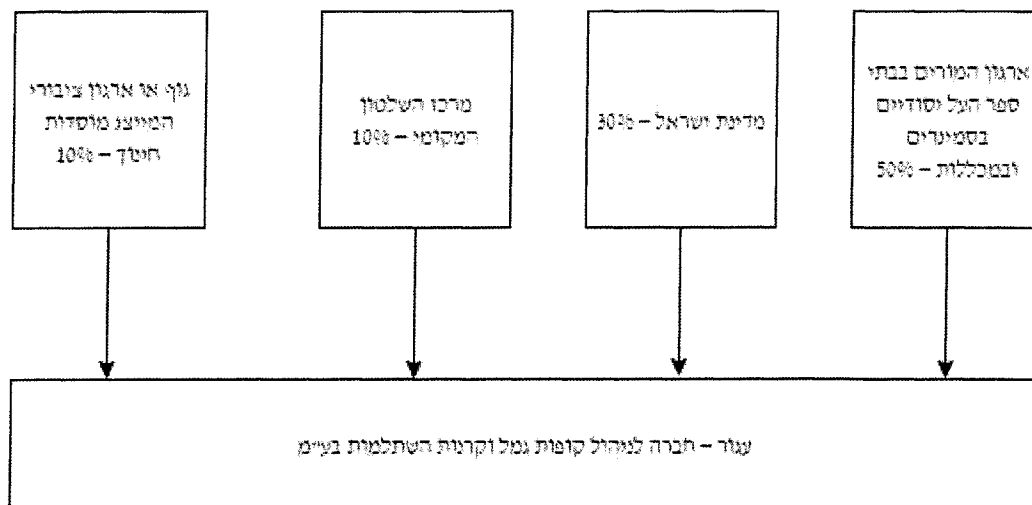 ארגון המורים בבתי
ספר העל יסודיים
בסמינרים
ובמכללות – 50%
מדינת ישראל – 30%
מרכז השלטון
המקומי – 10%
גוף או ארגון ציבורי
המייצג מוסדות
חינוך – 10%
עגור – חברה לניהול קופות גמל וקרנות השתלמות בע״מ